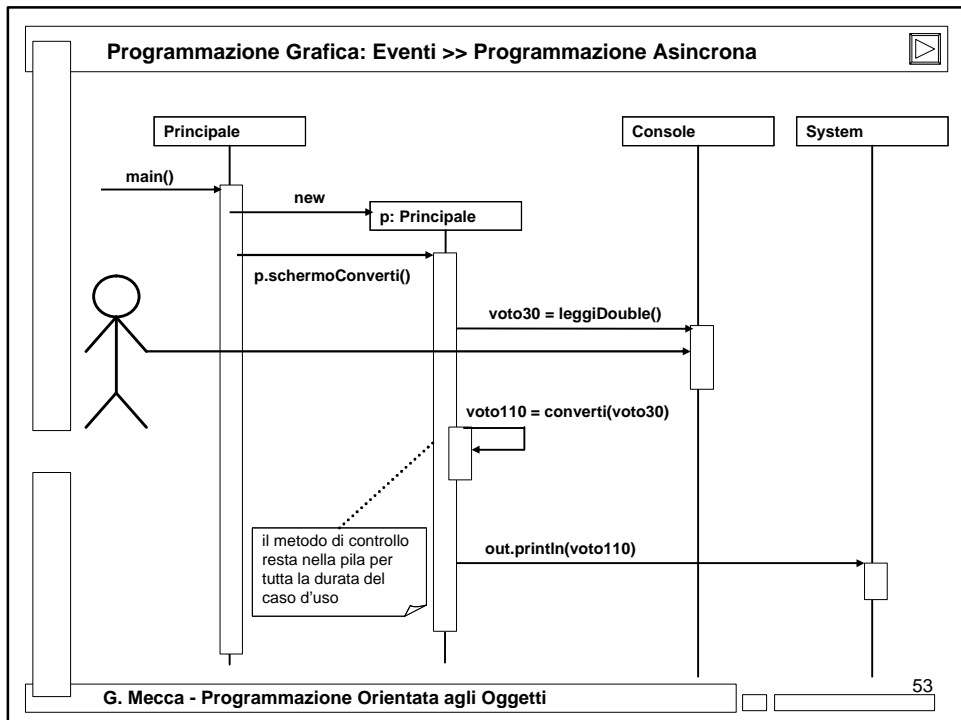 Programmazione Grafica: Eventi >> Programmazione Asincrona
Principale
Console
System
main()
new
p: Principale
p.schermoConverti()
voto30 = leggiDouble()
voto110 = converti(voto30)
il metodo di controllo
resta nella pila per
tutta la durata del
caso d'uso
out.println(voto110)
G. Mecca - Programmazione Orientata agli Oggetti
53